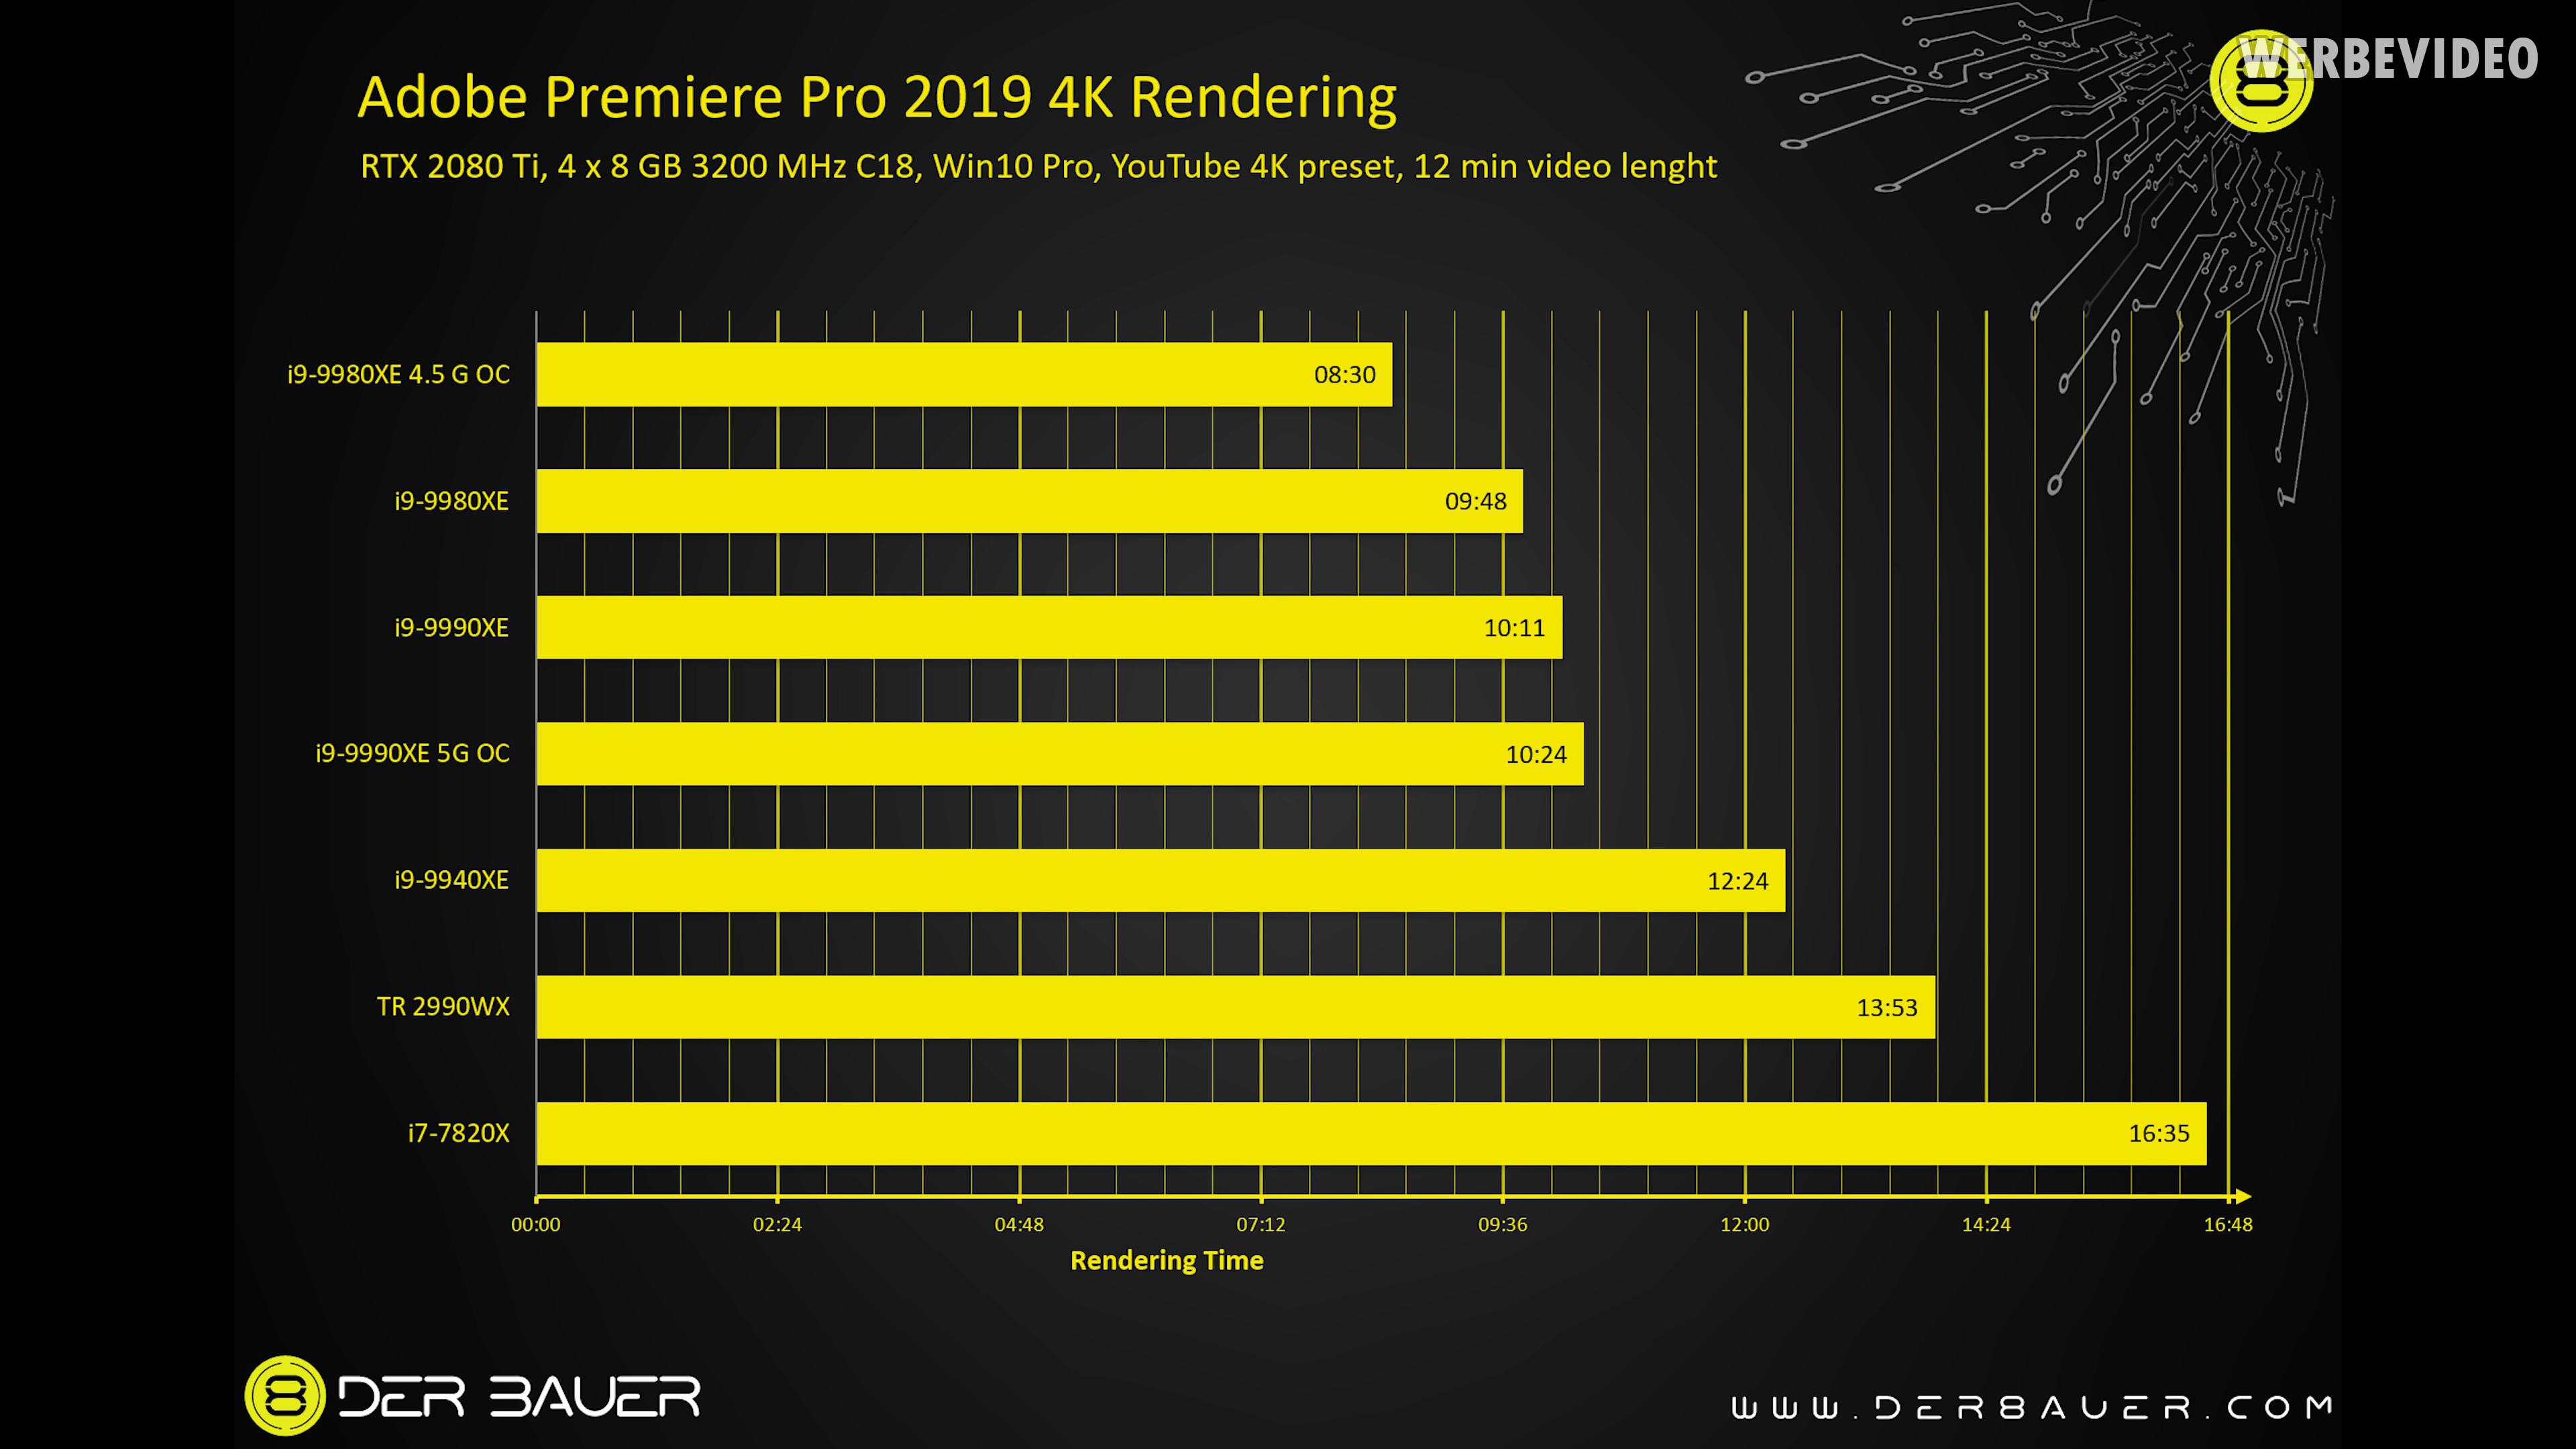 WERBEVIDEO
Adobe Premiere Pro 2019 4K Rendering
RTX 2080 Ti, 4 x 8 GB 3200 MHz C18, Win10 Pro, YouTube 4K preset, 12 min video lenght
i9-9980XE 4.5 G OC 08:30
i9-9980XE 09:48
i9-9990XE 10:11
i9-9990XE 5G OC 10:24
i9-9940XE 12:24
TR 2990WX 13:53
i7-7820X 16:35
00:00 02:24 04:48 07:12 09:36 12:00 14:24 16:48
Rendering Time
8 DER 8AUER
WWW.DER8AUER.COM